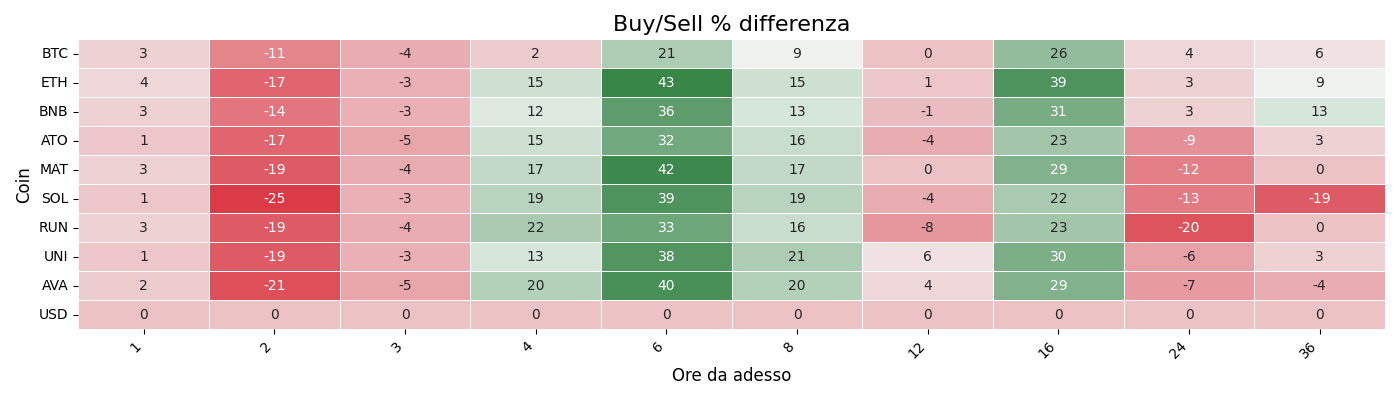 Buy/Sell % differenza
Coin
BTC 3 -11 -4 2 21 9 0 26 4 6
ETH 4 -17 -3 15 43 15 1 39 3 9
BNB 3 -14 -3 12 36 13 -1 31 3 13
ATO 1 -17 -5 15 32 16 -4 23 -9 3
MAT 3 -19 -4 17 42 17 0 29 -12 0
SOL 1 -25 -3 19 39 19 -4 22 -13 -19
RUN 3 -19 -4 22 33 16 -8 23 -20 0
UNI 1 -19 -3 13 38 21 6 30 -6 3
AVA 2 -21 -5 20 40 20 4 29 -7 -4
USD 0 0 0 0 0 0 0 0 0 0
1 2 3 4 6 8 12 16 24 36
Ore da adesso